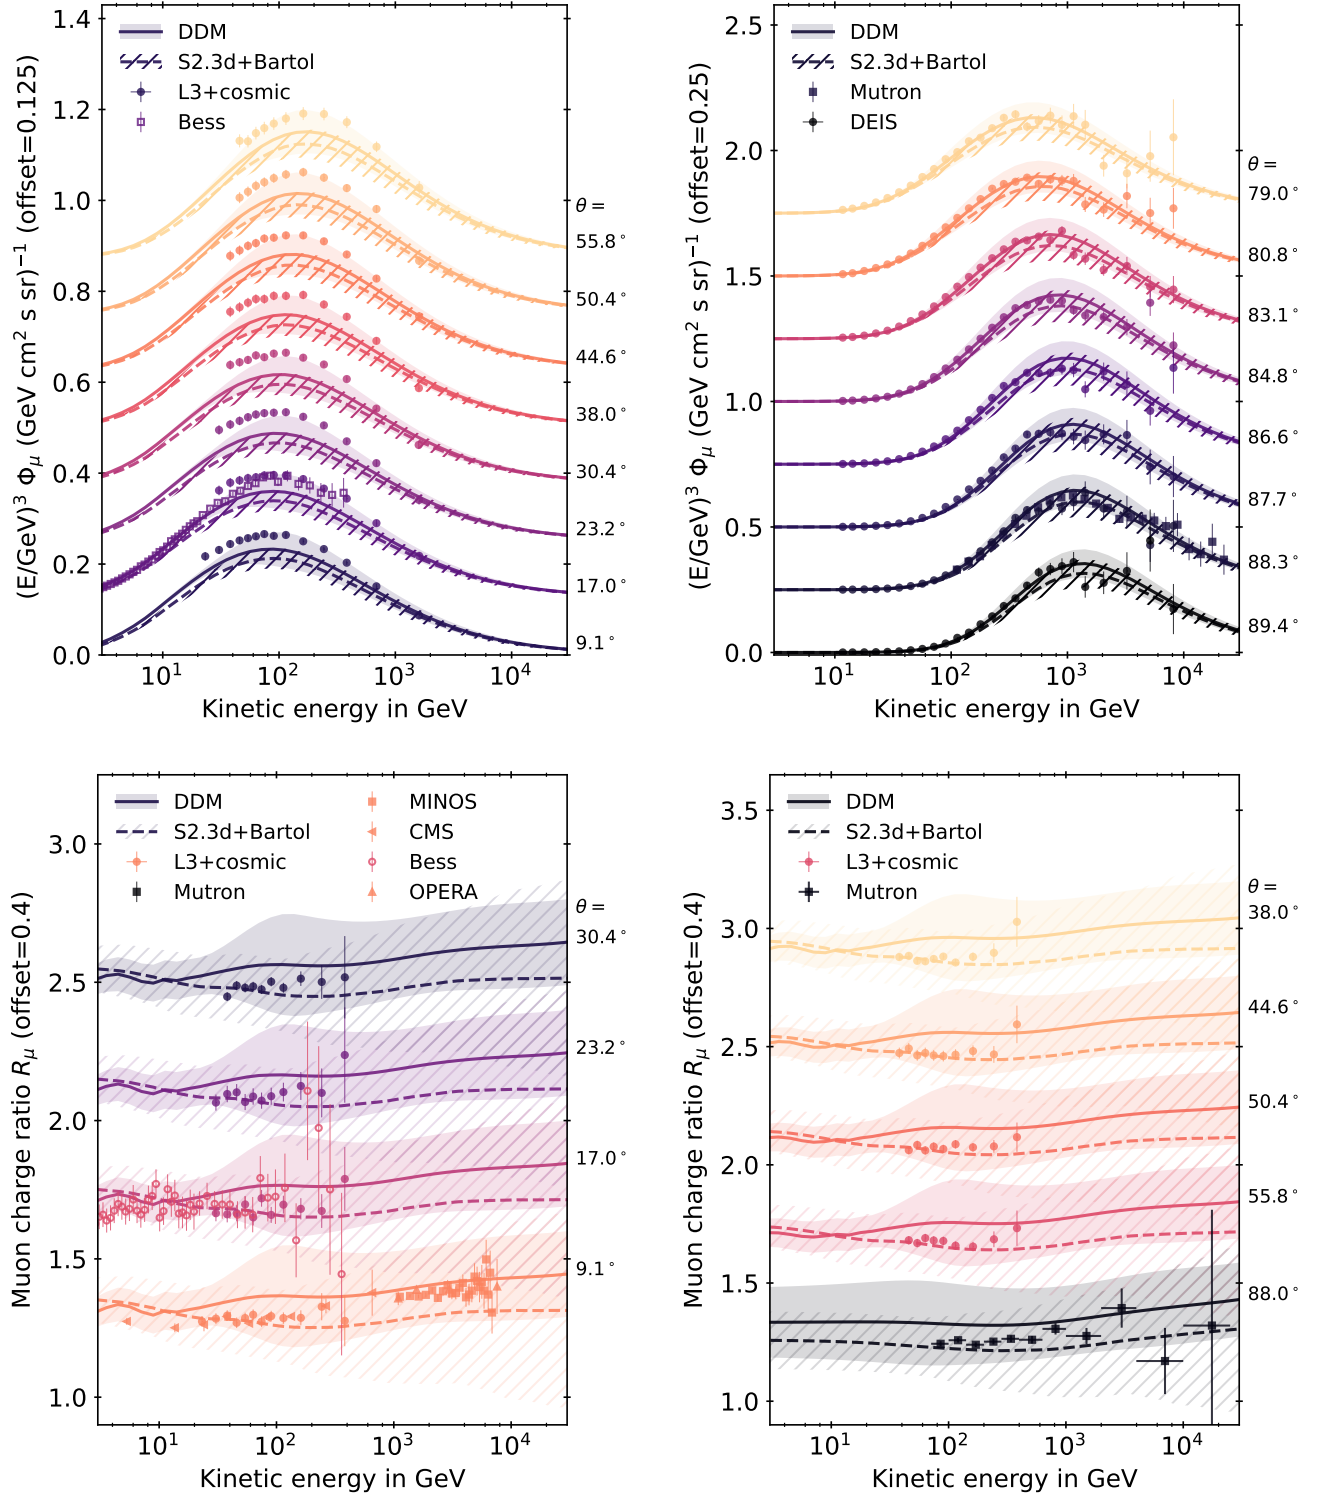 (E/GeV)³ Φμ (GeV cm² s sr)⁻¹ (offset=0.125)
1.4
1.2
1.0
0.8
0.6
0.4
0.2
0.0
DDM
S2.3d+Bartol
L3+cosmic
Bess
θ =
55.8°
50.4°
44.6°
38.0°
30.4°
23.2°
17.0°
9.1°
10¹ 10² 10³ 10⁴
Kinetic energy in GeV
(E/GeV)³ Φμ (GeV cm² s sr)⁻¹ (offset=0.25)
2.5
2.0
1.5
1.0
0.5
0.0
DDM
S2.3d+Bartol
Mutron
DEIS
θ =
79.0°
80.8°
83.1°
84.8°
86.6°
87.7°
88.3°
89.4°
10¹ 10² 10³ 10⁴
Kinetic energy in GeV
Muon charge ratio Rμ (offset=0.4)
3.0
2.5
2.0
1.5
1.0
DDM
S2.3d+Bartol
L3+cosmic
Mutron
MINOS
CMS
Bess
OPERA
θ =
30.4°
23.2°
17.0°
9.1°
10¹ 10² 10³ 10⁴
Kinetic energy in GeV
Muon charge ratio Rμ (offset=0.4)
3.5
3.0
2.5
2.0
1.5
1.0
DDM
S2.3d+Bartol
L3+cosmic
Mutron
θ =
38.0°
44.6°
50.4°
55.8°
88.0°
10¹ 10² 10³ 10⁴
Kinetic energy in GeV